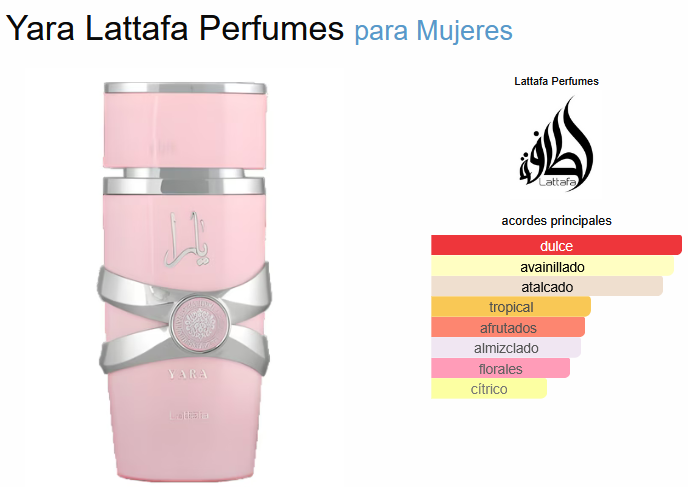 Yara Lattafa Perfumes para Mujeres
Lattafa Perfumes
لطافة
Lattafa
acordes principales
dulce
avainillado
atalcado
tropical
afrutados
almizclado
florales
cítrico
يارا
YARA
Lattafa